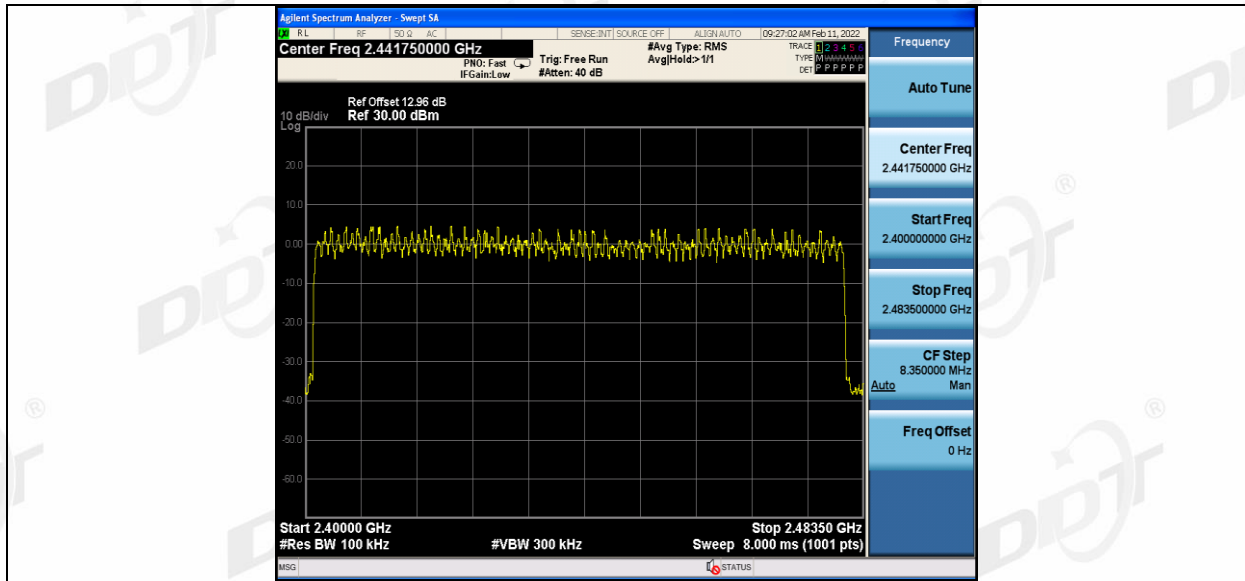 Agilent Spectrum Analyzer - Swept SA
RL RF 50 Ω AC SENSE:INT SOURCE OFF ALIGN AUTO 09:27:02 AM Feb 11, 2022
Center Freq 2.441750000 GHz
PNO: Fast
IFGain:Low
Trig: Free Run
#Atten: 40 dB
#Avg Type: RMS
Avg|Hold:>1/1
TRACE 1 2 3 4 5 6
TYPE M
DET P P P P P P
Ref Offset 12.96 dB
10 dB/div Ref 30.00 dBm
Log
20.0
10.0
0.00
-10.0
-20.0
-30.0
-40.0
-50.0
-60.0
Start 2.40000 GHz Stop 2.48350 GHz
#Res BW 100 kHz #VBW 300 kHz Sweep 8.000 ms (1001 pts)
MSG STATUS
Frequency
Auto Tune
Center Freq
2.441750000 GHz
Start Freq
2.400000000 GHz
Stop Freq
2.483500000 GHz
CF Step
8.350000 MHz
Auto Man
Freq Offset
0 Hz